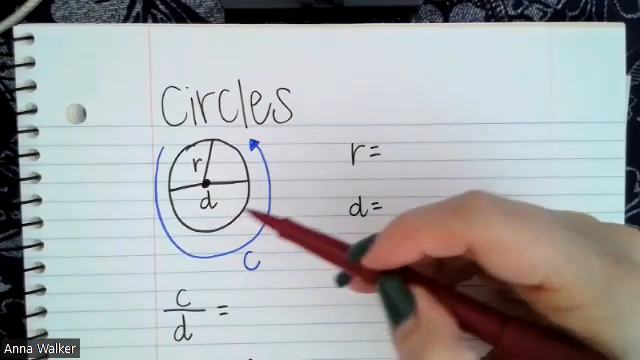 Circles
r
r=
d
d=
C
c/d =
Anna Walker